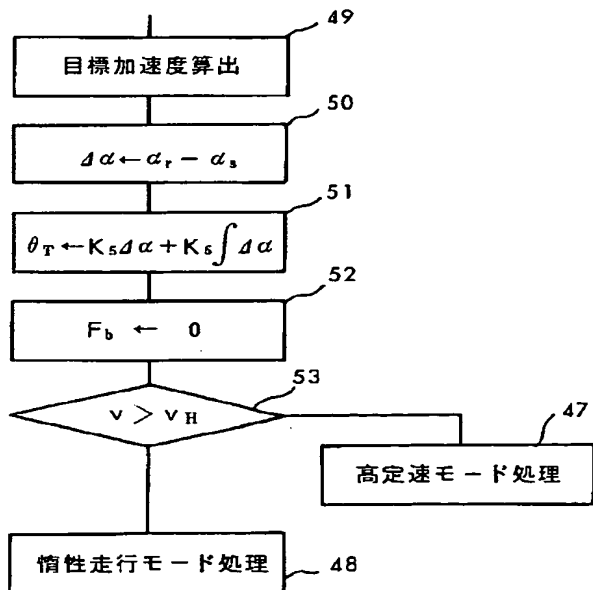 49
目標加速度算出
50
Δα←αr − αs
51
θT←K5Δα+K6∫Δα
52
Fb ← 0
53
v > vH
47
高定速モード処理
惰性走行モード処理
48